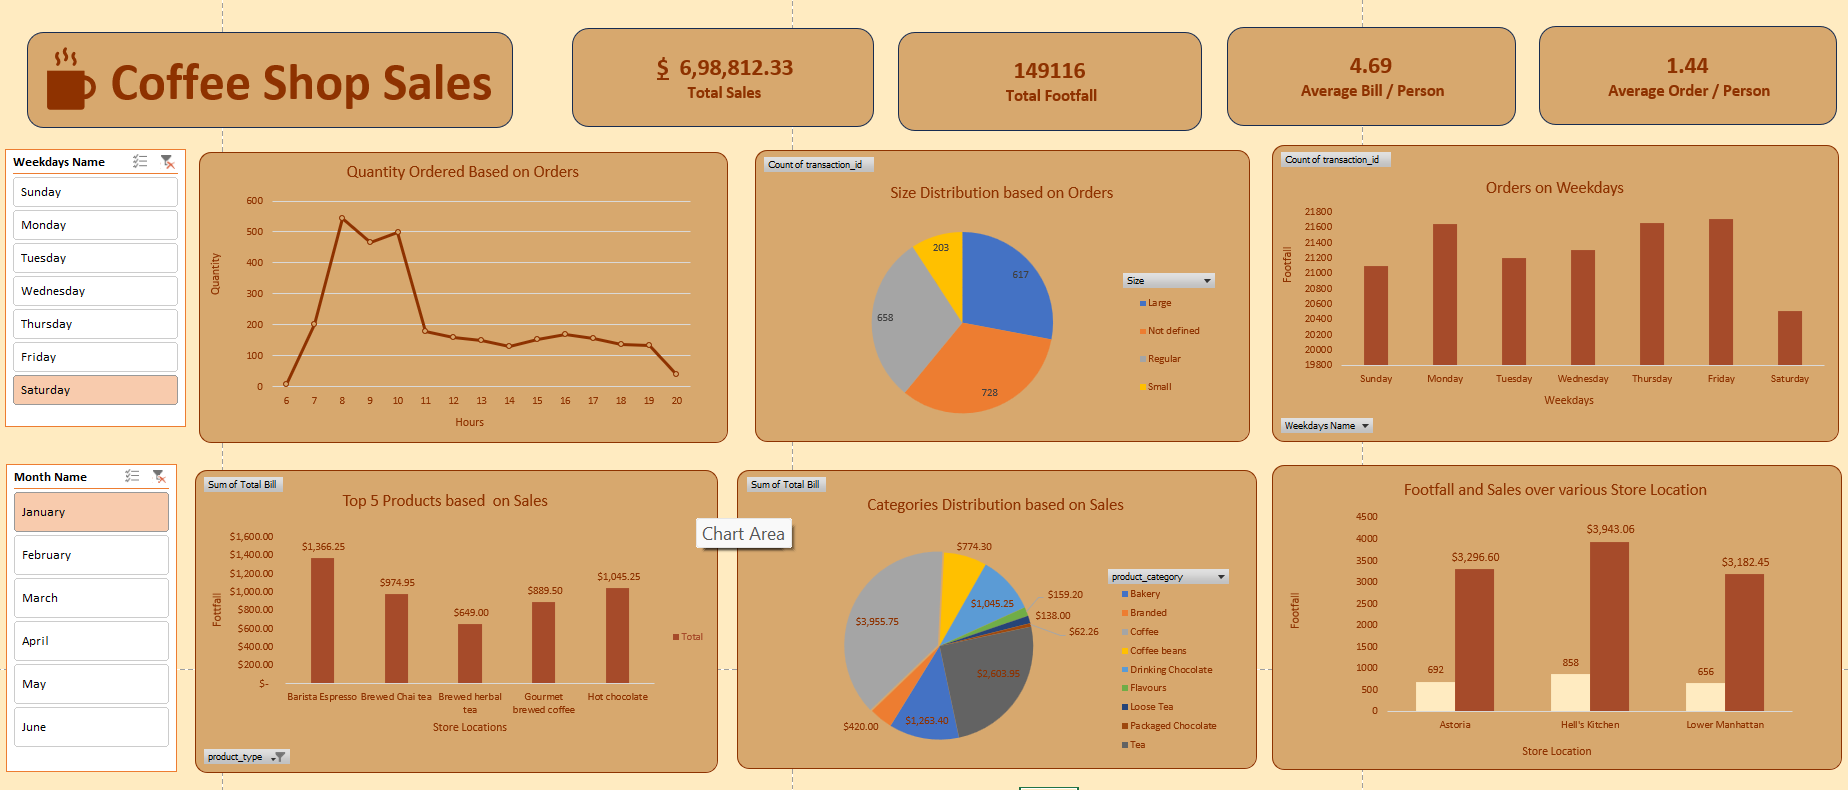 Coffee Shop Sales
$ 6,98,812.33
Total Sales
149116
Total Footfall
4.69
Average Bill / Person
1.44
Average Order / Person
Weekdays Name
Sunday
Monday
Tuesday
Wednesday
Thursday
Friday
Saturday
Quantity Ordered Based on Orders
600
500
400
300
200
100
0
Quantity
6 7 8 9 10 11 12 13 14 15 16 17 18 19 20
Hours
Count of transaction_id
Size Distribution based on Orders
203
617
658
728
Size
Large
Not defined
Regular
Small
Count of transaction_id
Orders on Weekdays
21800
21600
21400
21200
21000
20800
20600
20400
20200
20000
19800
Footfall
Sunday Monday Tuesday Wednesday Thursday Friday Saturday
Weekdays
Weekdays Name
Month Name
January
February
March
April
May
June
Sum of Total Bill
Top 5 Products based on Sales
$1,600.00
$1,400.00
$1,200.00
$1,000.00
$800.00
$600.00
$400.00
$200.00
$-
Fottfall
$1,366.25
$974.95
$649.00
$889.50
$1,045.25
Total
Barista Espresso Brewed Chai tea Brewed herbal Gourmet Hot chocolate
tea brewed coffee
Store Locations
product_type
Chart Area
Sum of Total Bill
Categories Distribution based on Sales
$774.30
$1,045.25
$159.20
$138.00
$62.26
$3,955.75
$2,603.95
$1,263.40
$420.00
product_category
Bakery
Branded
Coffee
Coffee beans
Drinking Chocolate
Flavours
Loose Tea
Packaged Chocolate
Tea
Footfall and Sales over various Store Location
4500
4000
3500
3000
2500
2000
1500
1000
500
0
Footfall
$3,296.60
$3,943.06
$3,182.45
692
858
656
Astoria Hell's Kitchen Lower Manhattan
Store Location